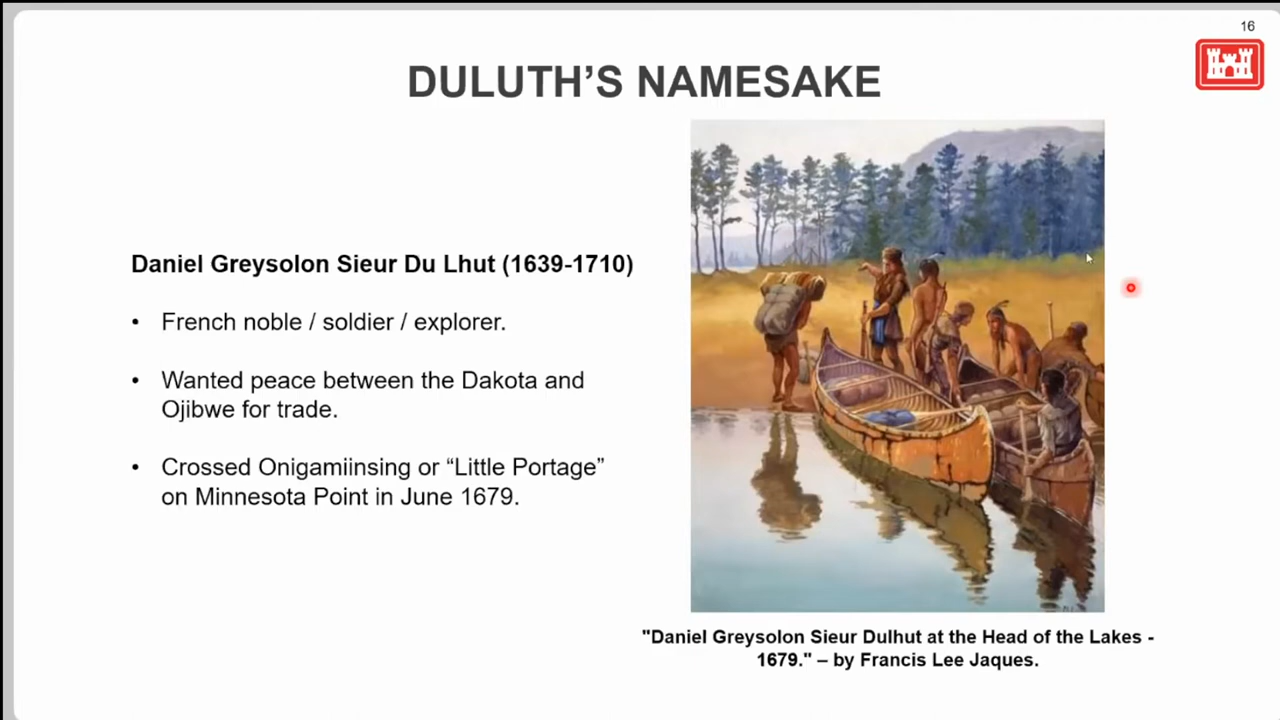 16
DULUTH’S NAMESAKE
Daniel Greysolon Sieur Du Lhut (1639-1710)
• French noble / soldier / explorer.
• Wanted peace between the Dakota and
Ojibwe for trade.
• Crossed Onigamiinsing or “Little Portage”
on Minnesota Point in June 1679.
"Daniel Greysolon Sieur Dulhut at the Head of the Lakes -
1679." – by Francis Lee Jaques.